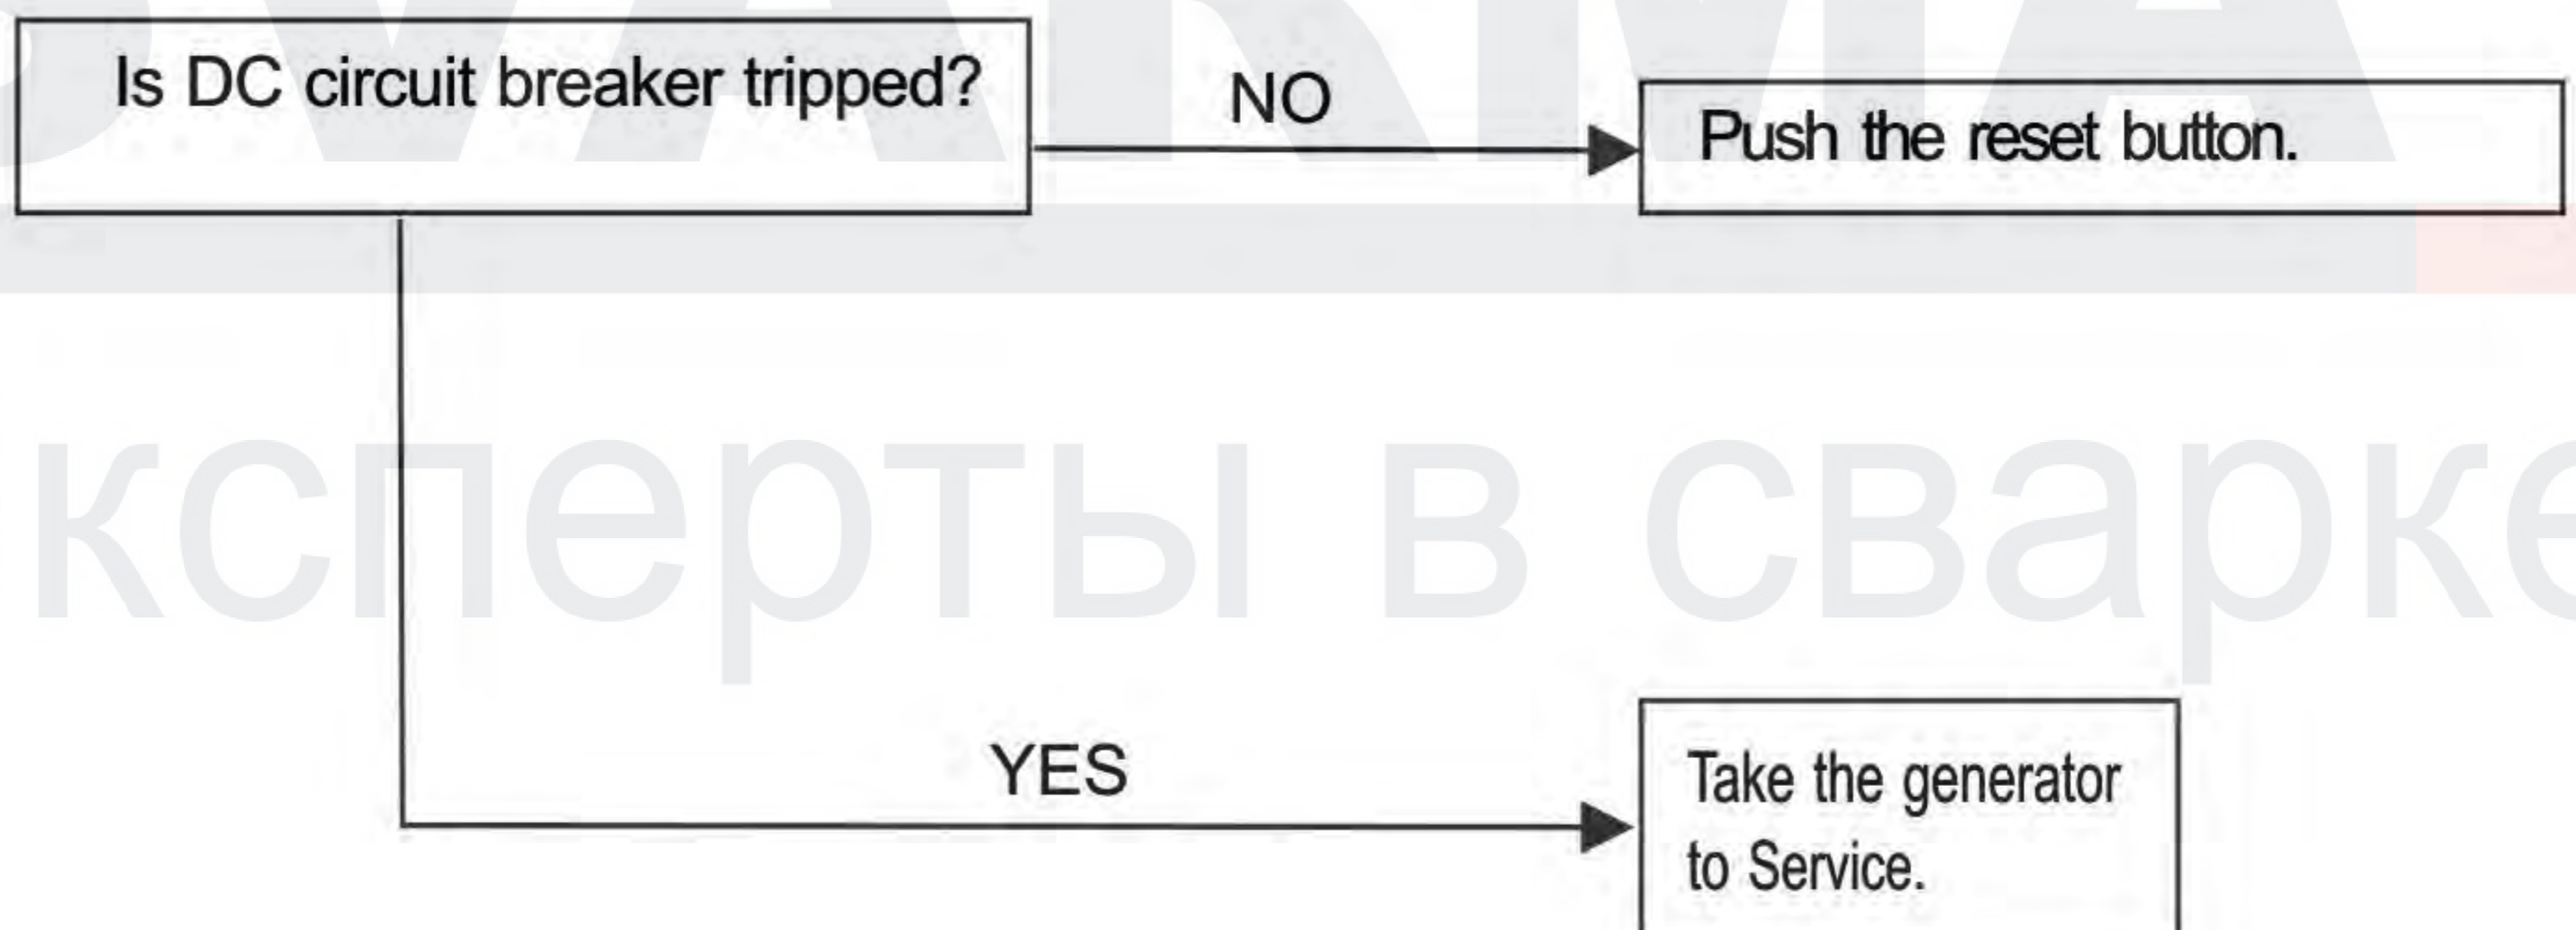 Is DC circuit breaker tripped?
NO
Push the reset button.
ксперты в сварке
YES
Take the generator
to Service.